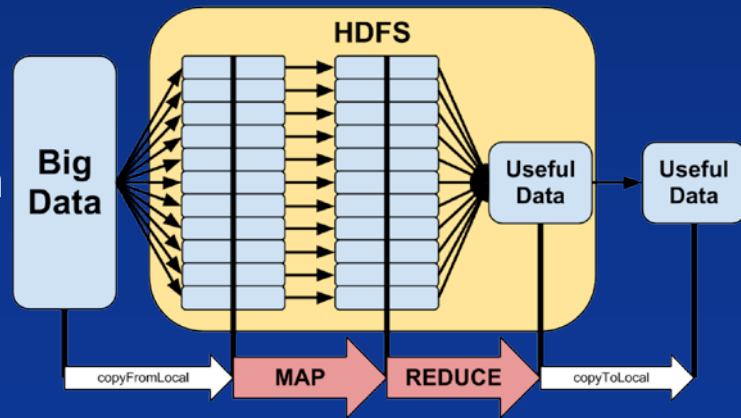 HDFS
Big
Data
Useful
Data
Useful
Data
copyFromLocal
MAP
REDUCE
copyToLocal